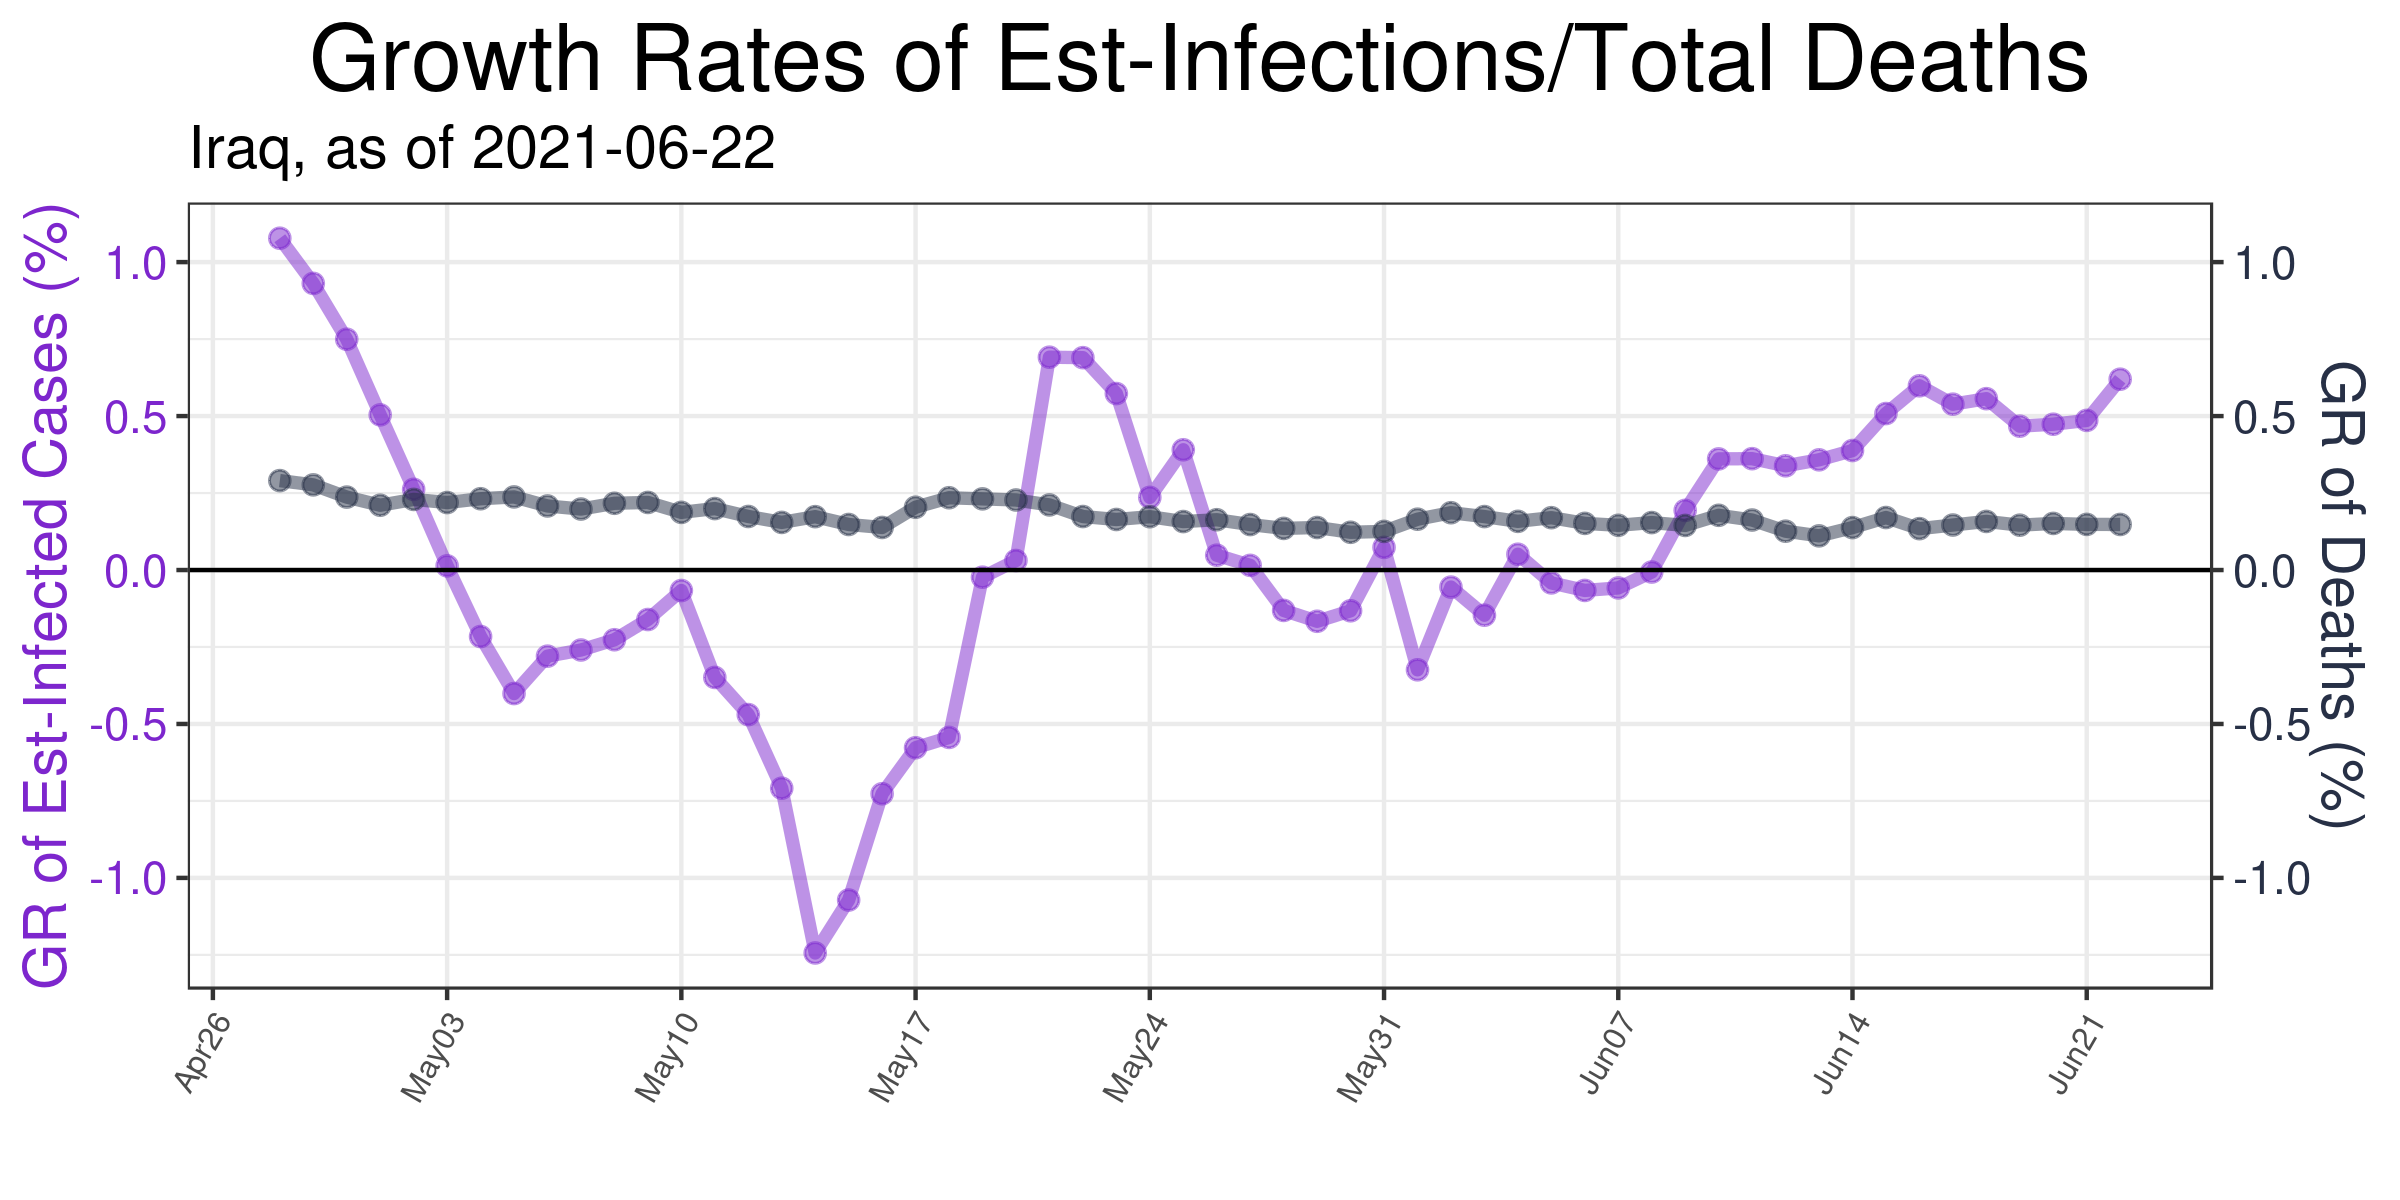 Growth Rates of Est-Infections/Total Deaths
Iraq, as of 2021-06-22
GR of Est-Infected Cases (%)
1.0
0.5
0.0
-0.5
-1.0
1.0
0.5
0.0
-0.5
-1.0
GR of Deaths (%)
Apr26
May03
May10
May17
May24
May31
Jun07
Jun14
Jun21